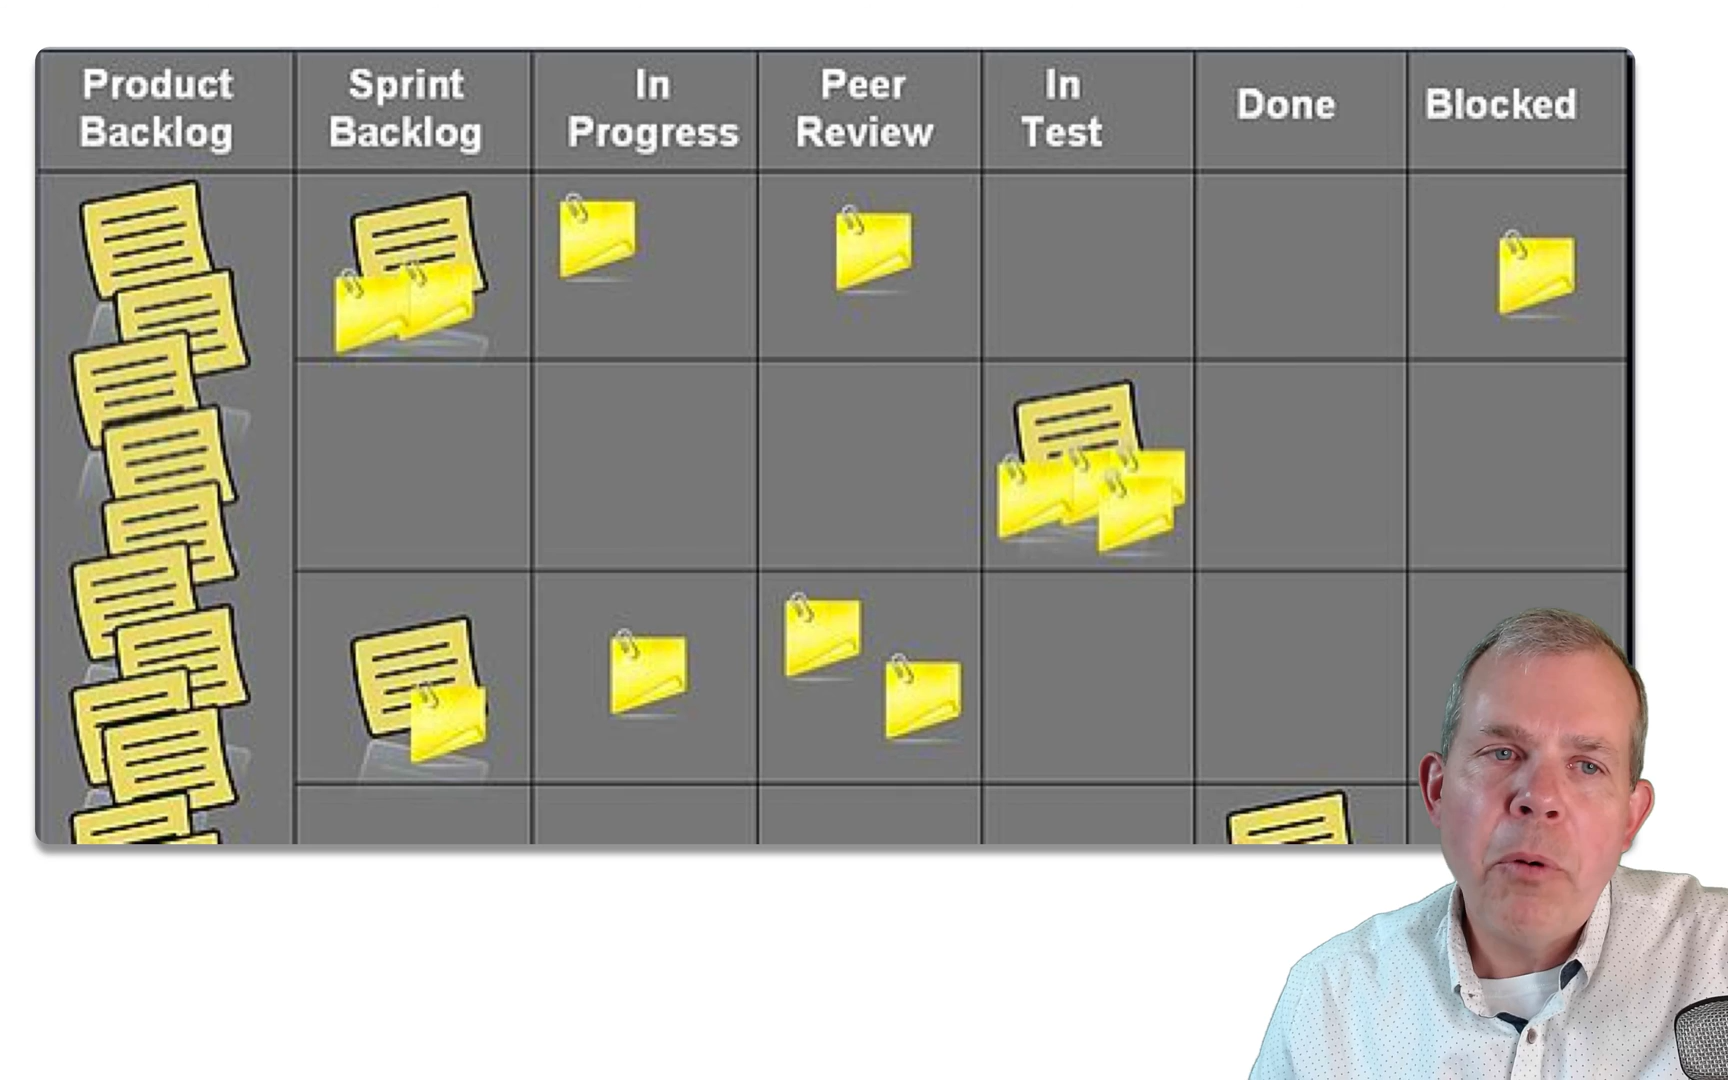 Product
Backlog
Sprint
Backlog
In
Progress
Peer
Review
In
Test
Done
Blocked